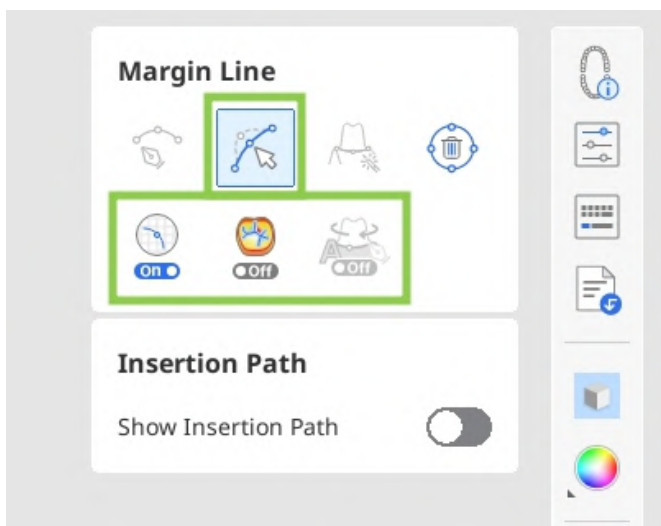 Margin Line
On
Off
Off
Insertion Path
Show Insertion Path